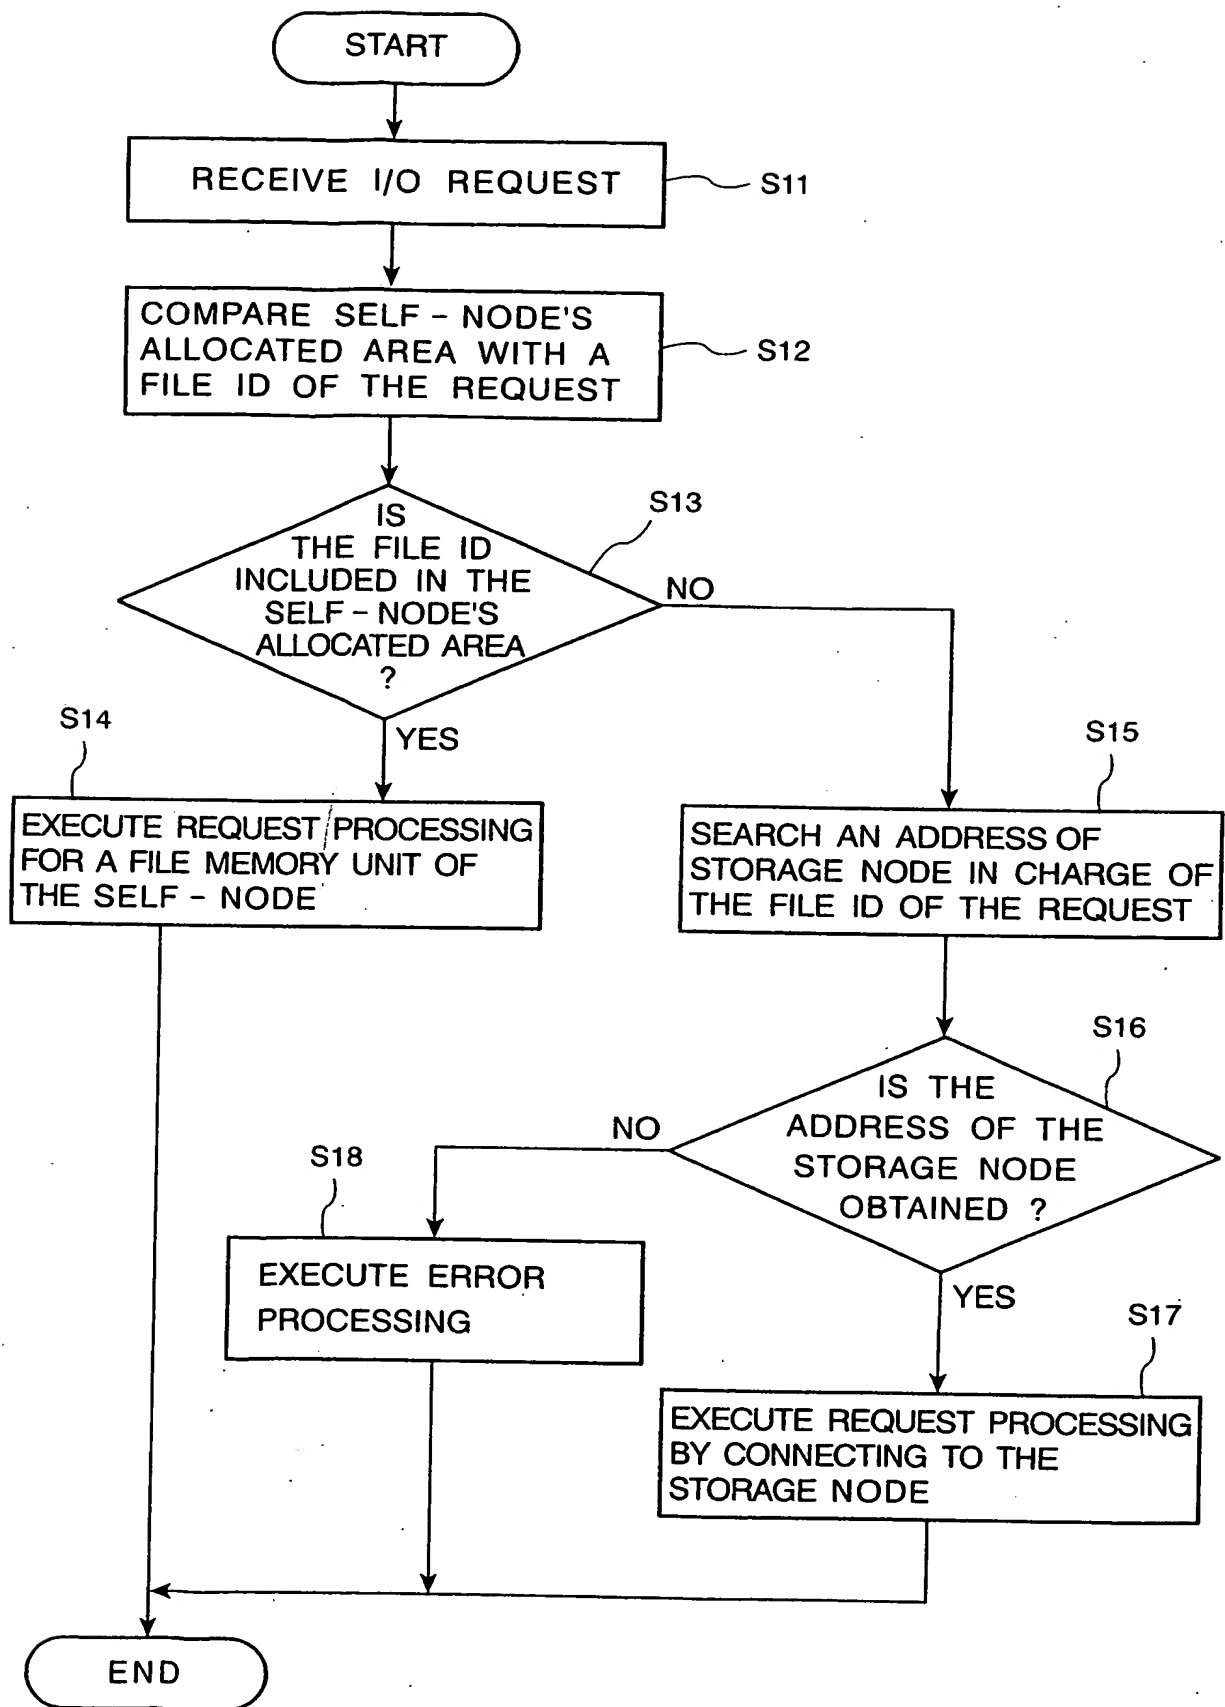 START
RECEIVE I/O REQUEST
S11
COMPARE SELF-NODE'S
ALLOCATED AREA WITH A
FILE ID OF THE REQUEST
S12
S13
IS
THE FILE ID
INCLUDED IN THE
SELF-NODE'S
ALLOCATED AREA
?
NO
YES
S14
EXECUTE REQUEST PROCESSING
FOR A FILE MEMORY UNIT OF
THE SELF-NODE
S15
SEARCH AN ADDRESS OF
STORAGE NODE IN CHARGE OF
THE FILE ID OF THE REQUEST
S16
IS THE
ADDRESS OF THE
STORAGE NODE
OBTAINED ?
NO
YES
S18
EXECUTE ERROR
PROCESSING
S17
EXECUTE REQUEST PROCESSING
BY CONNECTING TO THE
STORAGE NODE
END